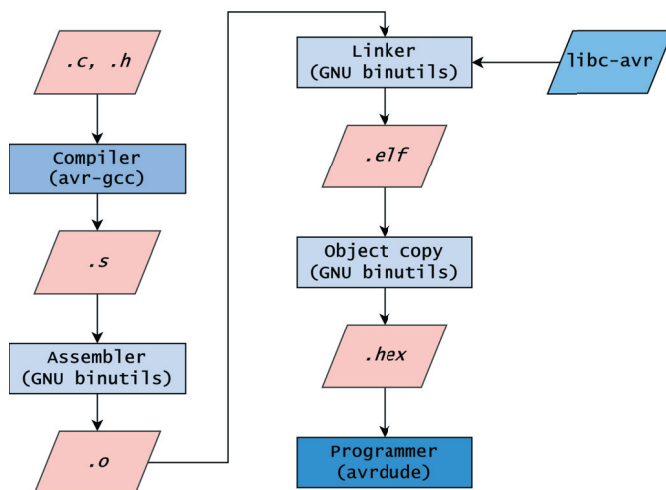 .c, .h
Compiler
(avr-gcc)
.s
Assembler
(GNU binutils)
.o
Linker
(GNU binutils)
libc-avr
.elf
Object copy
(GNU binutils)
.hex
Programmer
(avrdude)